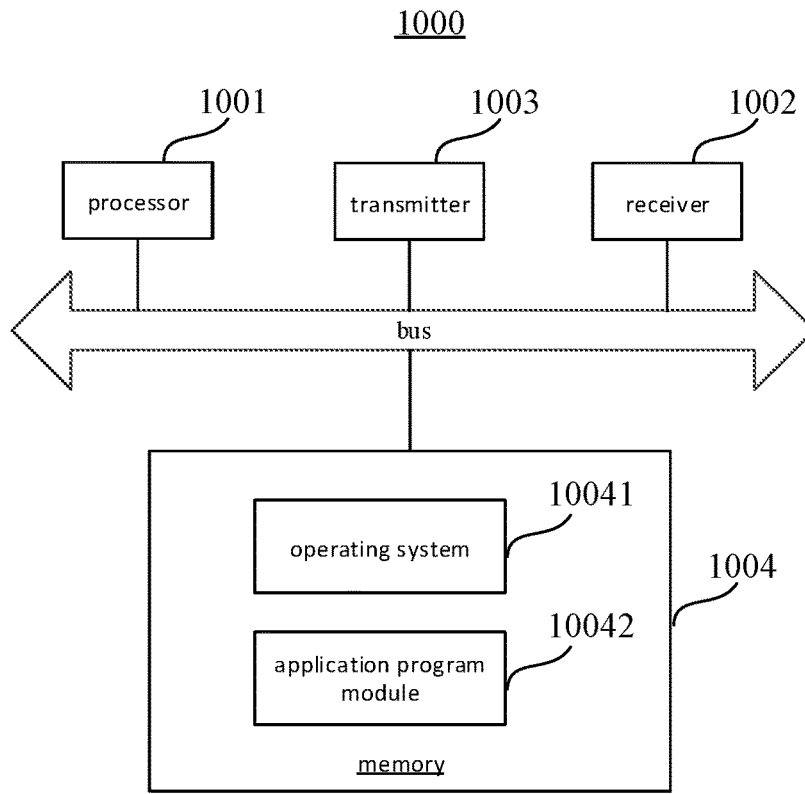 1000
1001
1003
1002
processor
transmitter
receiver
bus
10041
operating system
1004
10042
application program
module
memory